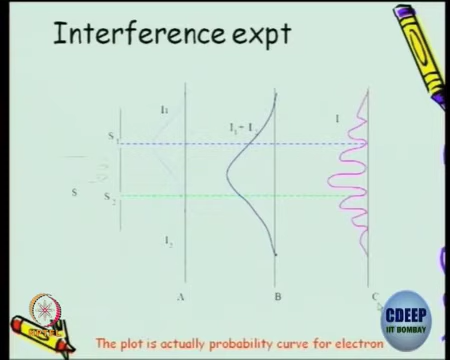 Interference expt
I₁
S₁
I₁ + I₂
I
S
S₂
I₂
A
B
C
CDEEP
IIT BOMBAY
The plot is actually probability curve for electron